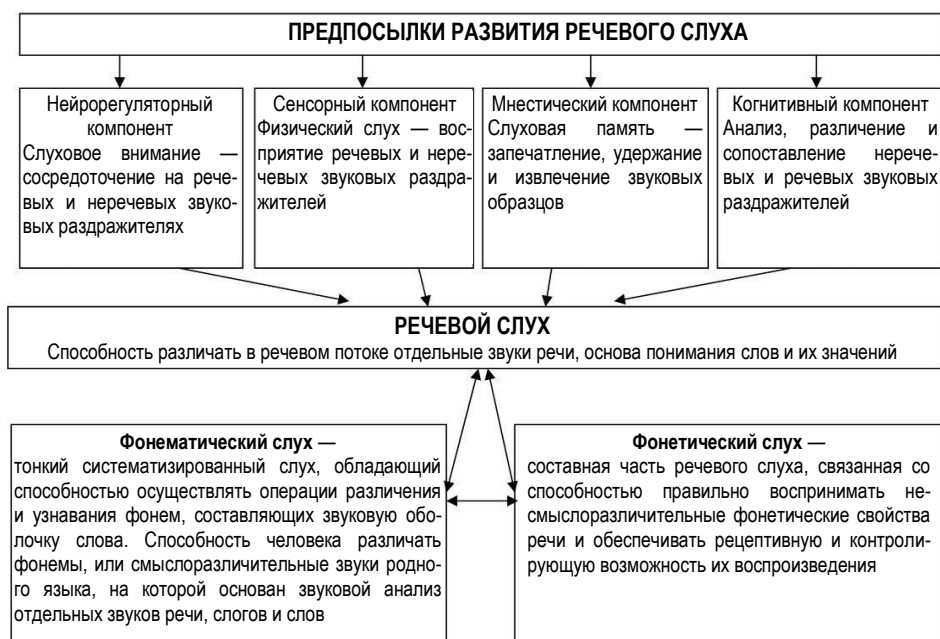 ПРЕДПОСЫЛКИ РАЗВИТИЯ РЕЧЕВОГО СЛУХА
Нейрорегуляторный
компонент
Слуховое внимание —
сосредоточение на рече-
вых и неречевых звуко-
вых раздражителях
Сенсорный компонент
Физический слух — вос-
приятие речевых и нере-
чевых звуковых раздра-
жителей
Мнестический компонент
Слуховая память —
запечатление, удержание
и извлечение звуковых
образцов
Когнитивный компонент
Анализ, различение и
сопоставление нерече-
вых и речевых звуковых
раздражителей
РЕЧЕВОЙ СЛУХ
Способность различать в речевом потоке отдельные звуки речи, основа понимания слов и их значений
Фонематический слух —
тонкий систематизированный слух, обладающий
способностью осуществлять операции различения
и узнавания фонем, составляющих звуковую обо-
лочку слова. Способность человека различать
фонемы, или смыслоразличительные звуки родно-
го языка, на которой основан звуковой анализ
отдельных звуков речи, слогов и слов
Фонетический слух —
составная часть речевого слуха, связанная со
способностью правильно воспринимать не-
смыслоразличительные фонетические свойства
речи и обеспечивать рецептивную и контроли-
рующую возможность их воспроизведения